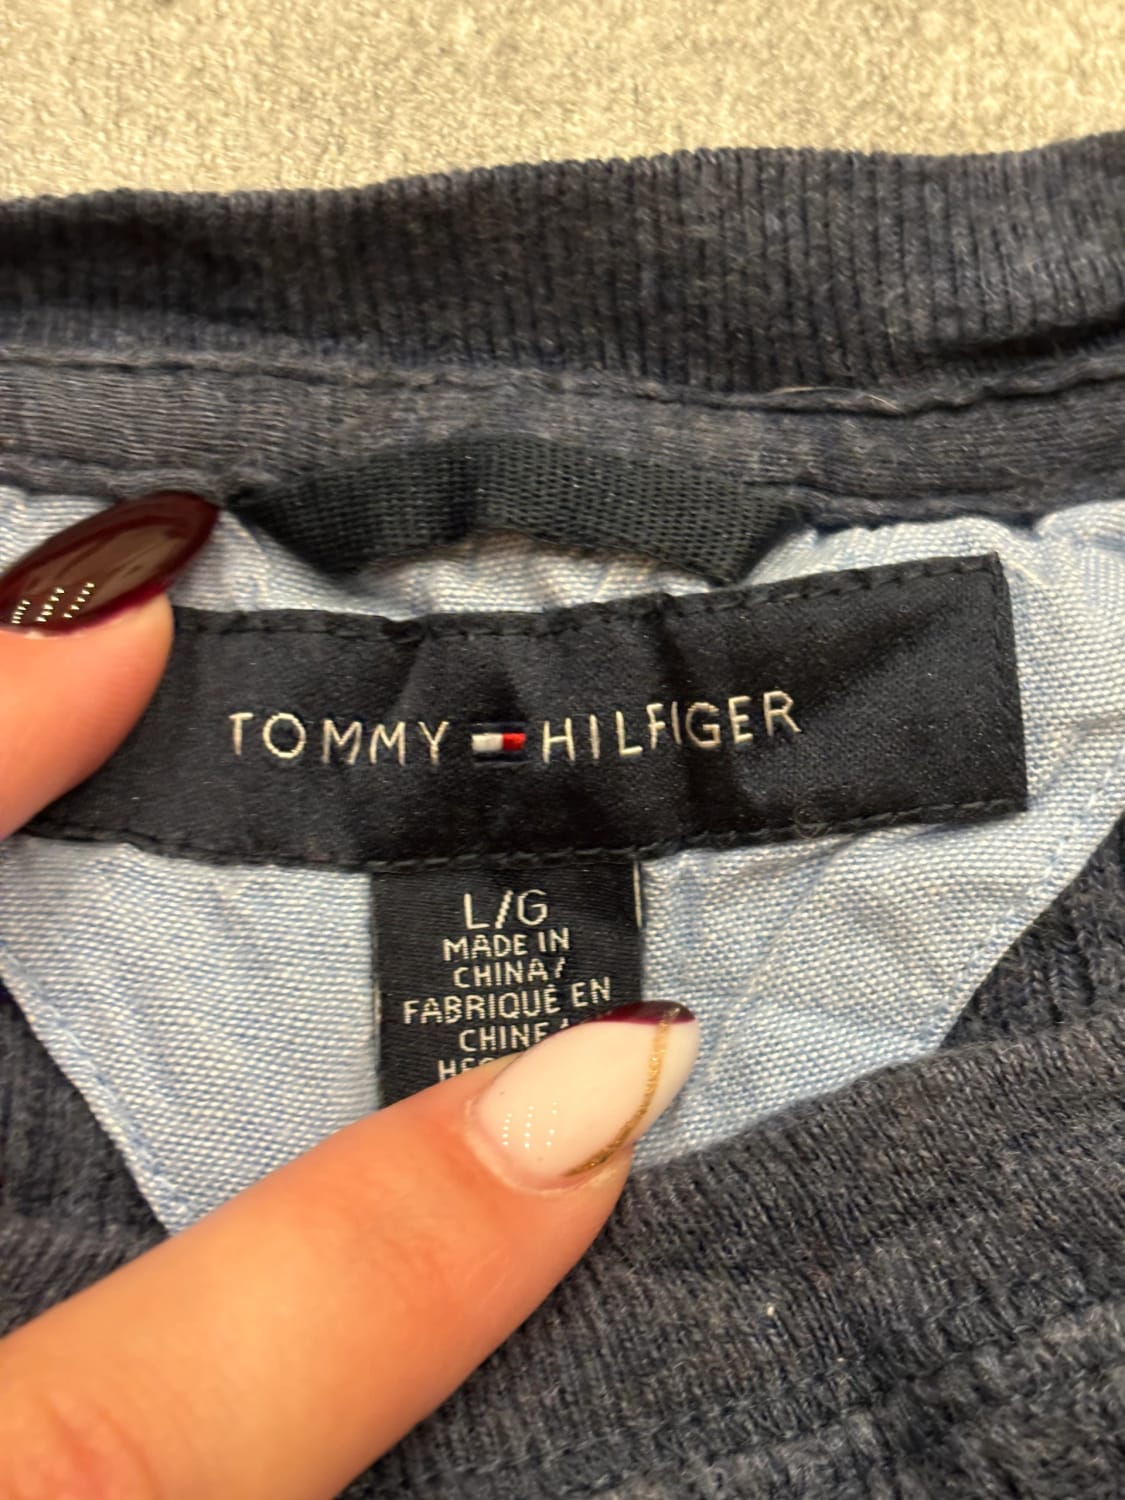 TOMMY HILFIGER
L/G
MADE IN
CHINA/
FABRIQUÉ EN
CHINE/